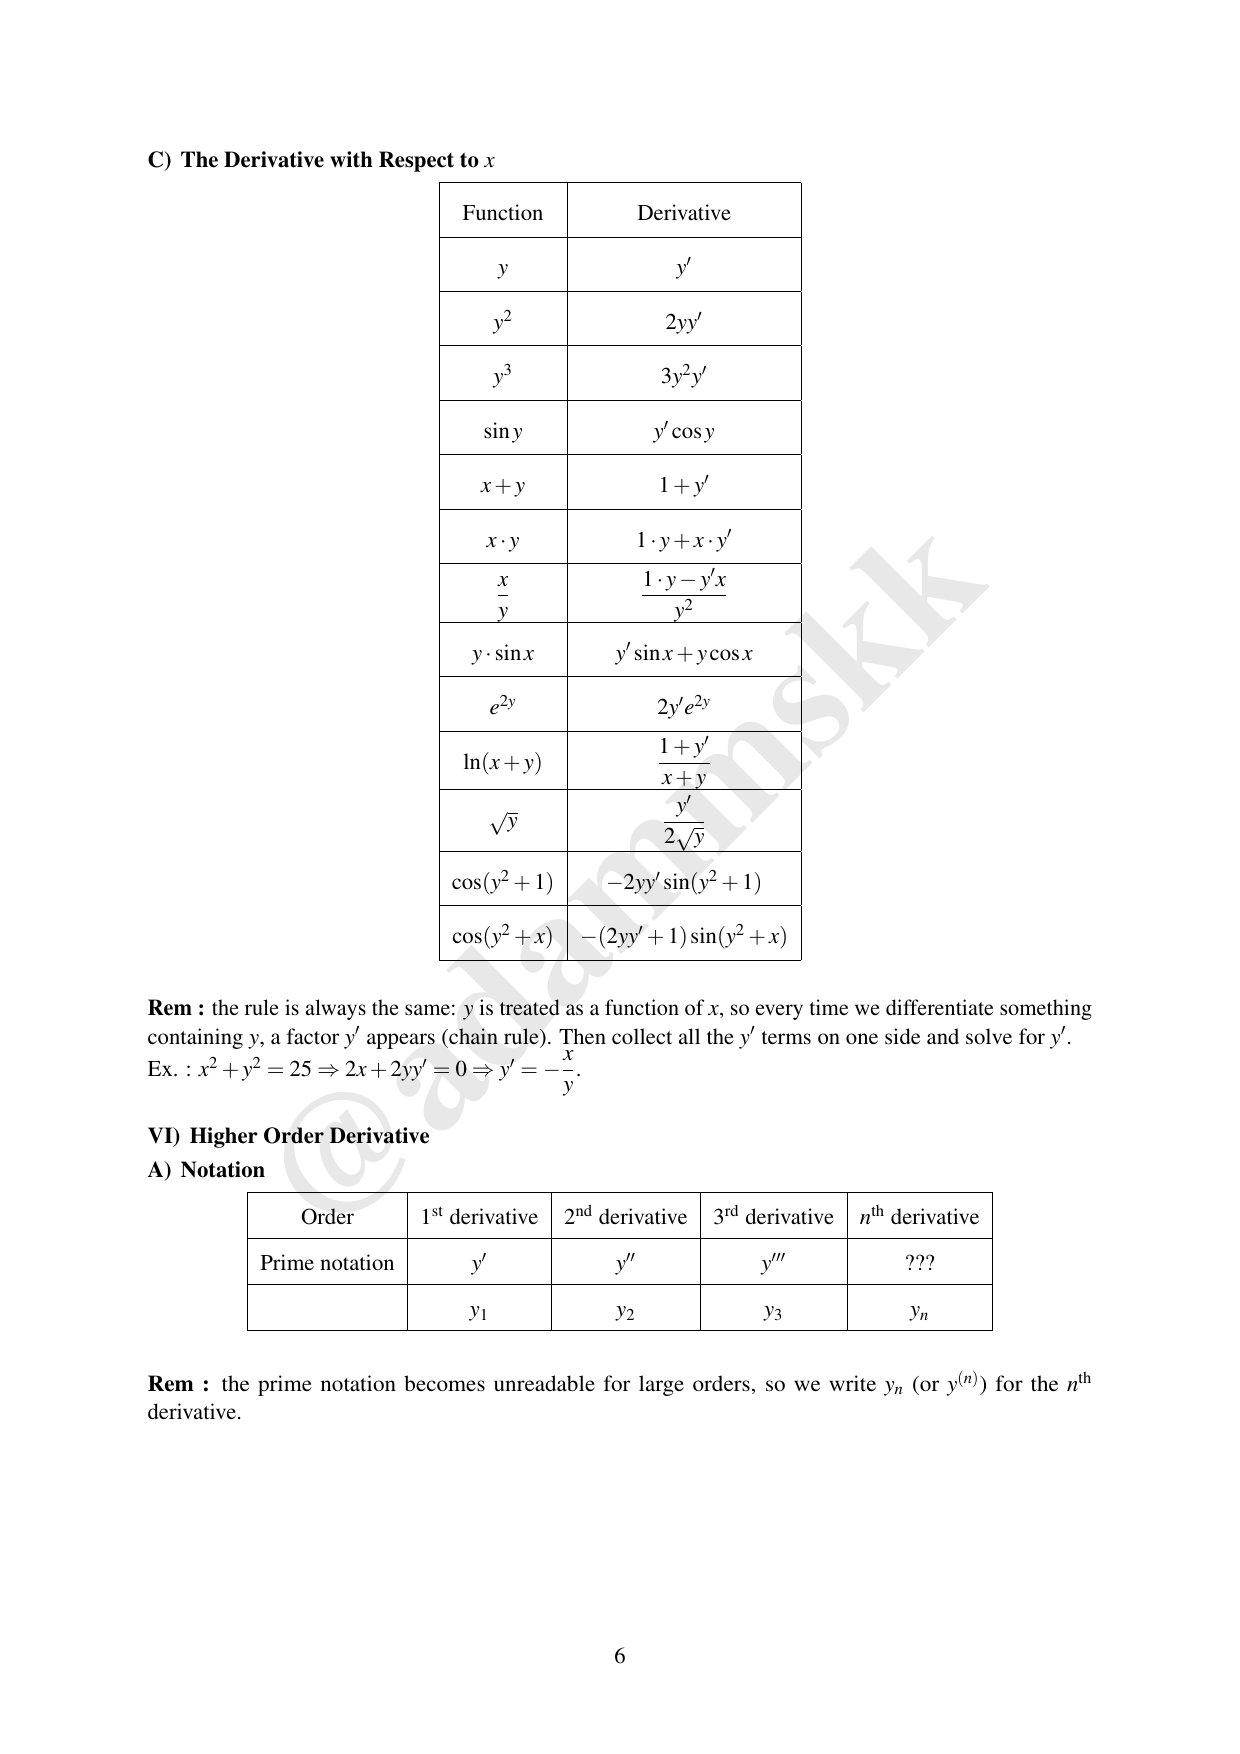 C) The Derivative with Respect to x
Function Derivative
y y′
y² 2yy′
y³ 3y²y′
sin y y′ cos y
x + y 1 + y′
x · y 1 · y + x · y′
x/y (1 · y − y′x)/y²
y · sin x y′ sin x + y cos x
e^{2y} 2y′e^{2y}
ln(x + y) (1 + y′)/(x + y)
√y y′/(2√y)
cos(y² + 1) −2yy′ sin(y² + 1)
cos(y² + x) −(2yy′ + 1) sin(y² + x)
Rem : the rule is always the same: y is treated as a function of x, so every time we differentiate something
containing y, a factor y′ appears (chain rule). Then collect all the y′ terms on one side and solve for y′.
Ex. : x² + y² = 25 ⇒ 2x + 2yy′ = 0 ⇒ y′ = −x/y.
VI) Higher Order Derivative
A) Notation
Order 1st derivative 2nd derivative 3rd derivative nth derivative
Prime notation y′ y″ y‴ ???
y₁ y₂ y₃ yₙ
Rem : the prime notation becomes unreadable for large orders, so we write yₙ (or y⁽ⁿ⁾) for the nth
derivative.
6
@adammskk